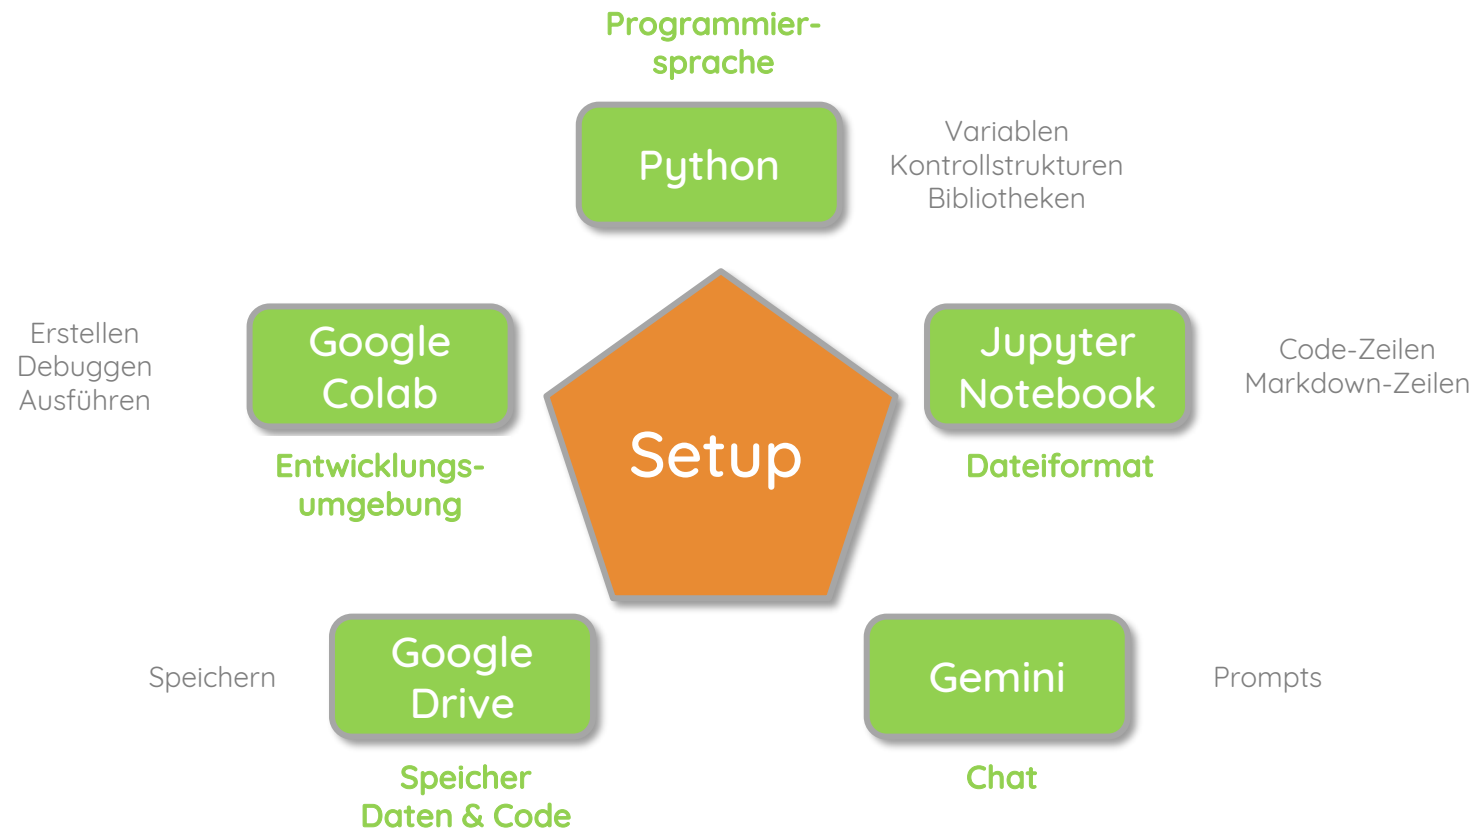 Programmier-
sprache
Python
Variablen
Kontrollstrukturen
Bibliotheken
Erstellen
Debuggen
Ausführen
Google
Colab
Entwicklungs-
umgebung
Setup
Jupyter
Notebook
Dateiformat
Code-Zeilen
Markdown-Zeilen
Speichern
Google
Drive
Speicher
Daten & Code
Gemini
Chat
Prompts